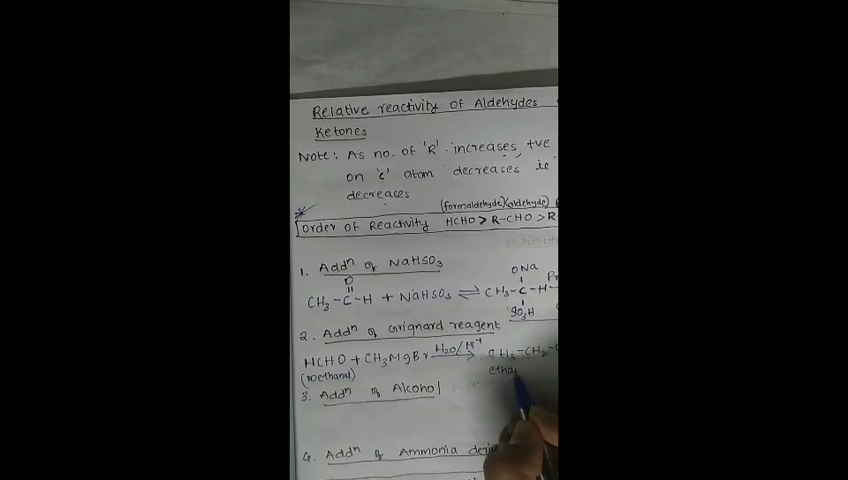 Relative reactivity of Aldehydes
Ketones
Note: As no. of 'R' increases, +ve
on 'c' atom decreases ie
decreases
(formaldehyde) (aldehyde)
Order of Reactivity HCHO > R-CHO > R-
1. Addn of NaHSO3
O ONa
CH3-C-H + NaHSO3 ⇌ CH3-C-H-
SO3H
2. Addn of Grignard reagent
HCHO + CH3MgBr H2O/H+ → CH3-CH2-
ethan
3. Addn of Alcohol
4. Addn of Ammonia deriv